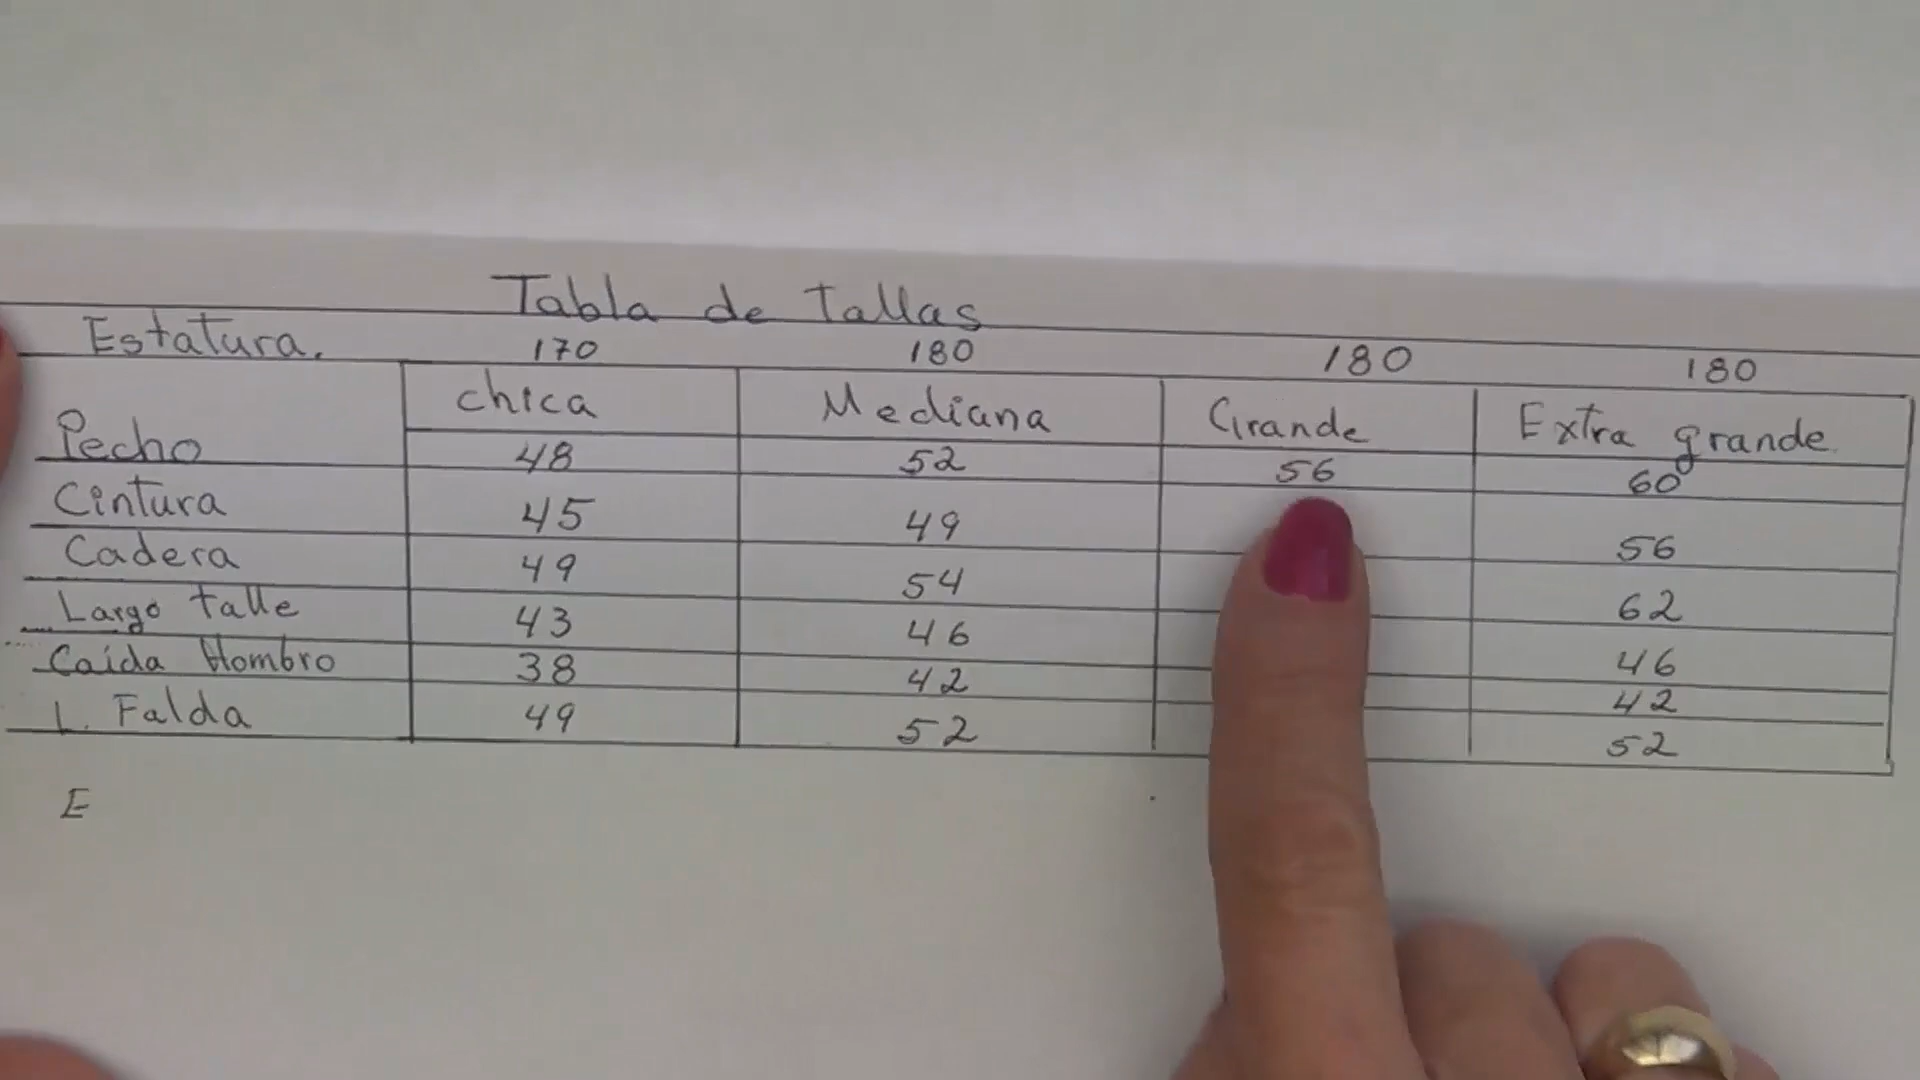 Tabla de Tallas
Estatura. 170 180 180 180
chica Mediana Grande Extra grande.
Pecho 48 52 56 60
Cintura 45 49 56
Cadera 49 54 62
Largo talle 43 46 46
Caída Hombro 38 42 42
L. Falda 49 52 52
E